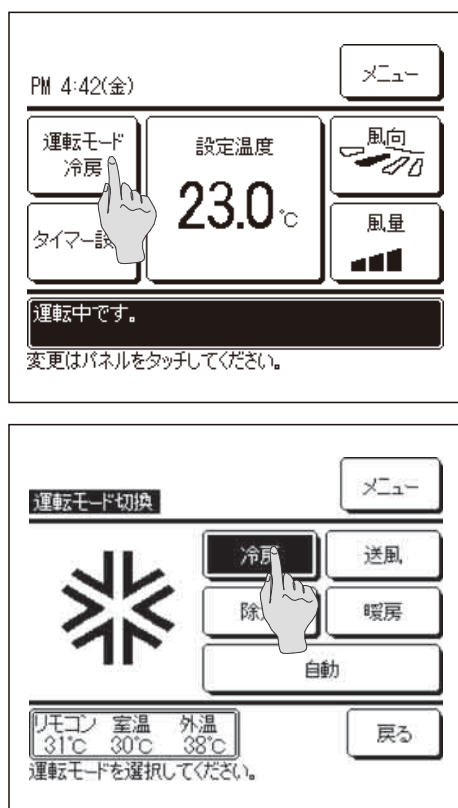 PM 4:42(金)
メニュー
運転モード
冷房
設定温度
23.0℃
風向
タイマー設
風量
運転中です。
変更はパネルをタッチしてください。
運転モード切換
メニュー
冷房
送風
除
暖房
自動
リモコン 室温 外温
31℃ 30℃ 38℃
戻る
運転モードを選択してください。